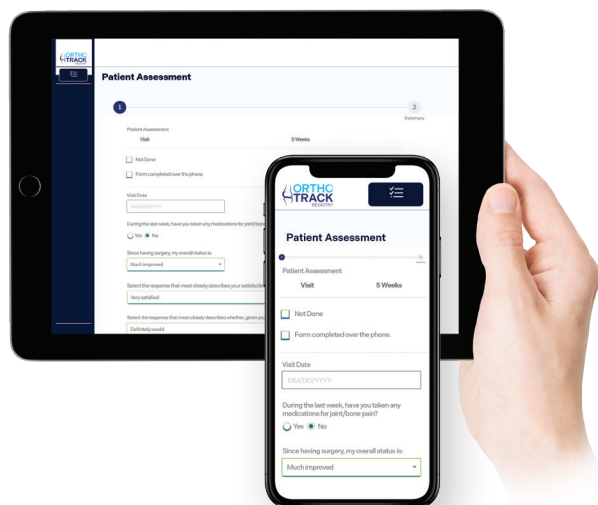 ORTHO
TRACK
REGISTRY
Patient Assessment
1
2
Summary
Patient Assessment
Visit 5 Weeks
Not Done
Form completed over the phone.
Visit Date
MM/DD/YYYY
During the last week, have you taken any medications for joint/bone
Yes No
Since having surgery, my overall status is:
Much improved
Select the response that most closely describes your satisfaction
Very satisfied
Select the response that most closely describes whether, given you
Definitely would
ORTHO
TRACK
REGISTRY
Patient Assessment
Patient Assessment
Visit 5 Weeks
Not Done
Form completed over the phone.
Visit Date
MM/DD/YYYY
During the last week, have you taken any
medications for joint/bone pain?
Yes No
Since having surgery, my overall status is:
Much improved